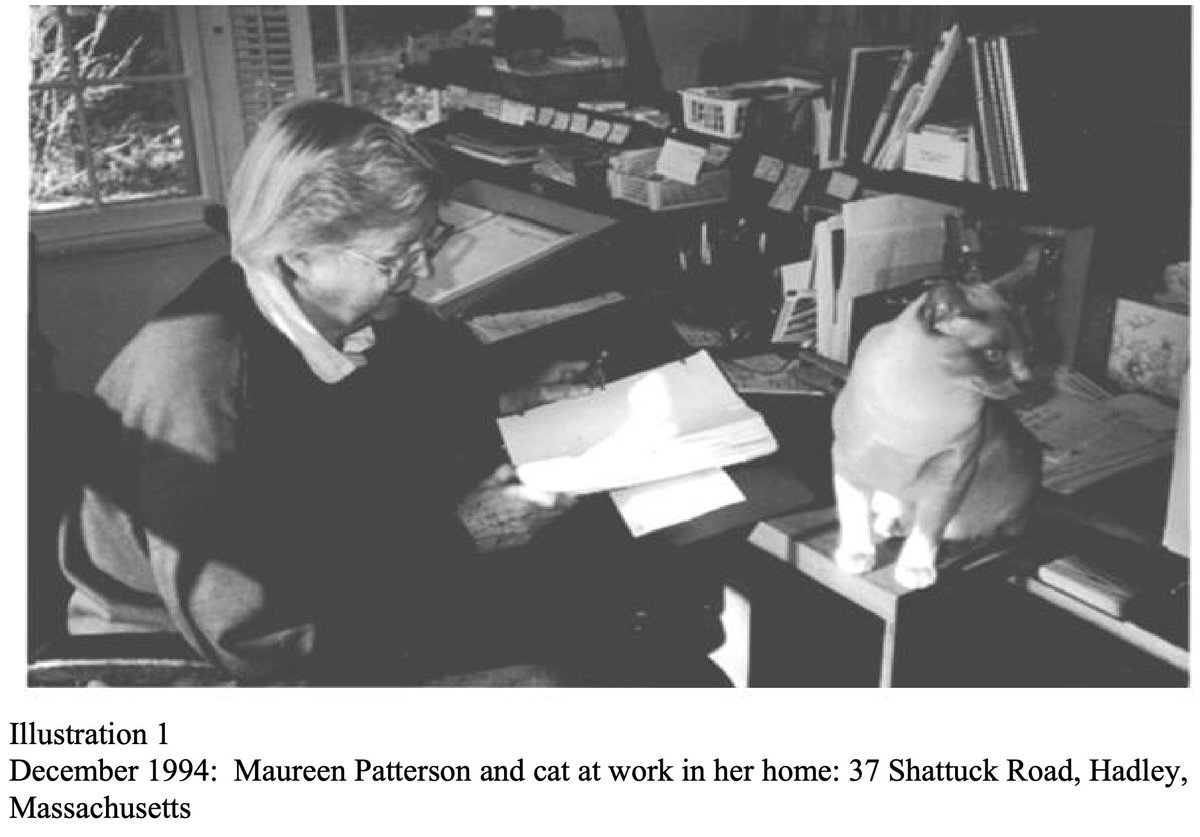 Illustration 1
December 1994:  Maureen Patterson and cat at work in her home: 37 Shattuck Road, Hadley,
Massachusetts